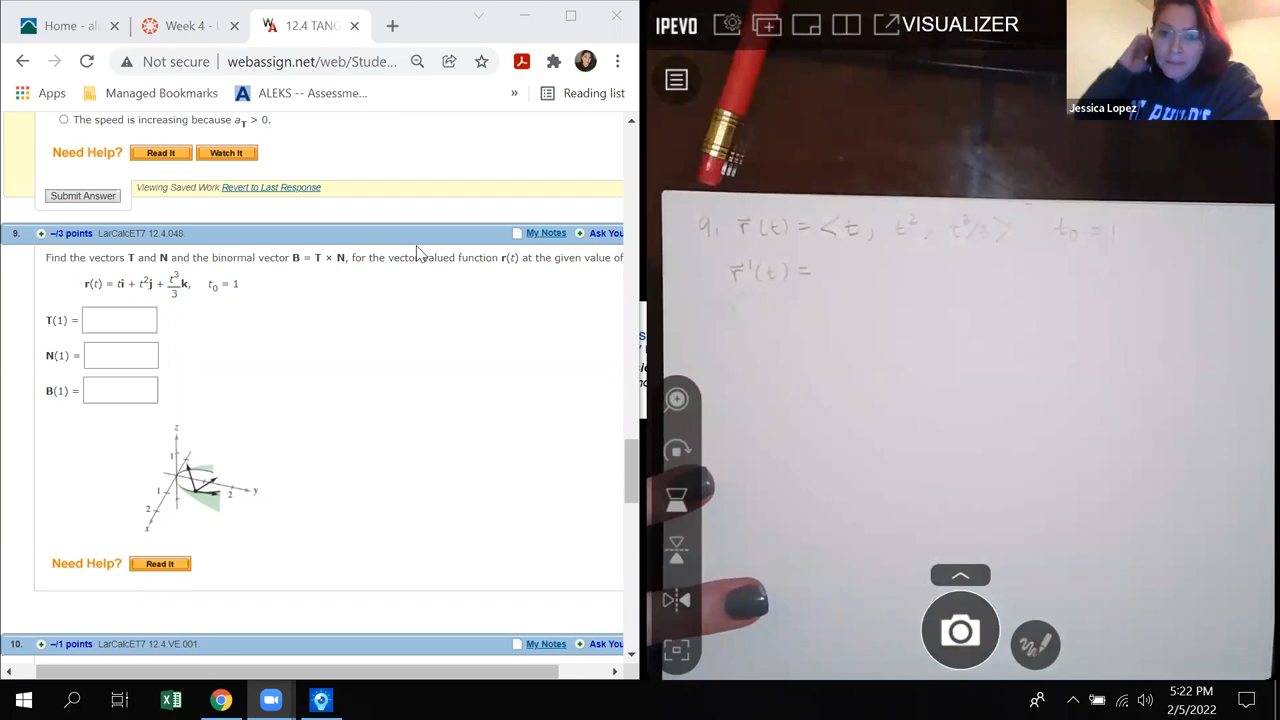 Home - al
Week 4 - L
12.4 TANG
Not secure
webassign.net/web/Stude...
Apps
Managed Bookmarks
ALEKS -- Assessme...
»
Reading list
The speed is increasing because aT > 0.
Need Help?
Read It
Watch It
Submit Answer
Viewing Saved Work Revert to Last Response
9.
–/3 points
LarCalcET7 12.4.048
My Notes
Ask You
Find the vectors T and N and the binormal vector B = T × N, for the vector-valued function r(t) at the given value of
r(t) = ti + t²j + t³/3 k, t₀ = 1
T(1) =
N(1) =
B(1) =
z
1
1
2
2
y
x
Need Help?
Read It
10.
–/1 points
LarCalcET7 12.4.VE.001.
My Notes
Ask You
IPEVO
VISUALIZER
Jessica Lopez
9. r⃗(t) = <t, t², t³/3> t₀ = 1
r⃗'(t) =
5:22 PM
2/5/2022